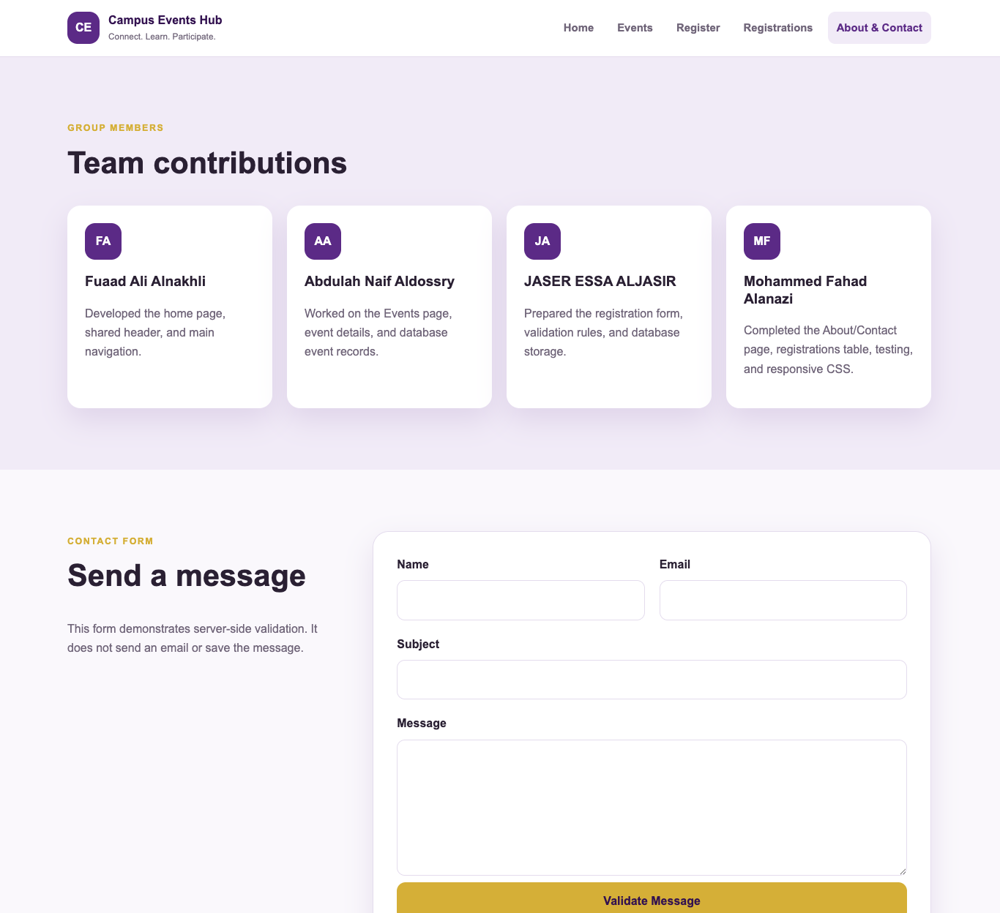 CE
Campus Events Hub
Connect. Learn. Participate.
Home
Events
Register
Registrations
About & Contact
GROUP MEMBERS
Team contributions
FA
Fuaad Ali Alnakhli
Developed the home page,
shared header, and main
navigation.
AA
Abdulah Naif Aldossry
Worked on the Events page,
event details, and database
event records.
JA
JASER ESSA ALJASIR
Prepared the registration form,
validation rules, and database
storage.
MF
Mohammed Fahad
Alanazi
Completed the About/Contact
page, registrations table, testing,
and responsive CSS.
CONTACT FORM
Send a message
This form demonstrates server-side validation. It
does not send an email or save the message.
Name
Email
Subject
Message
Validate Message